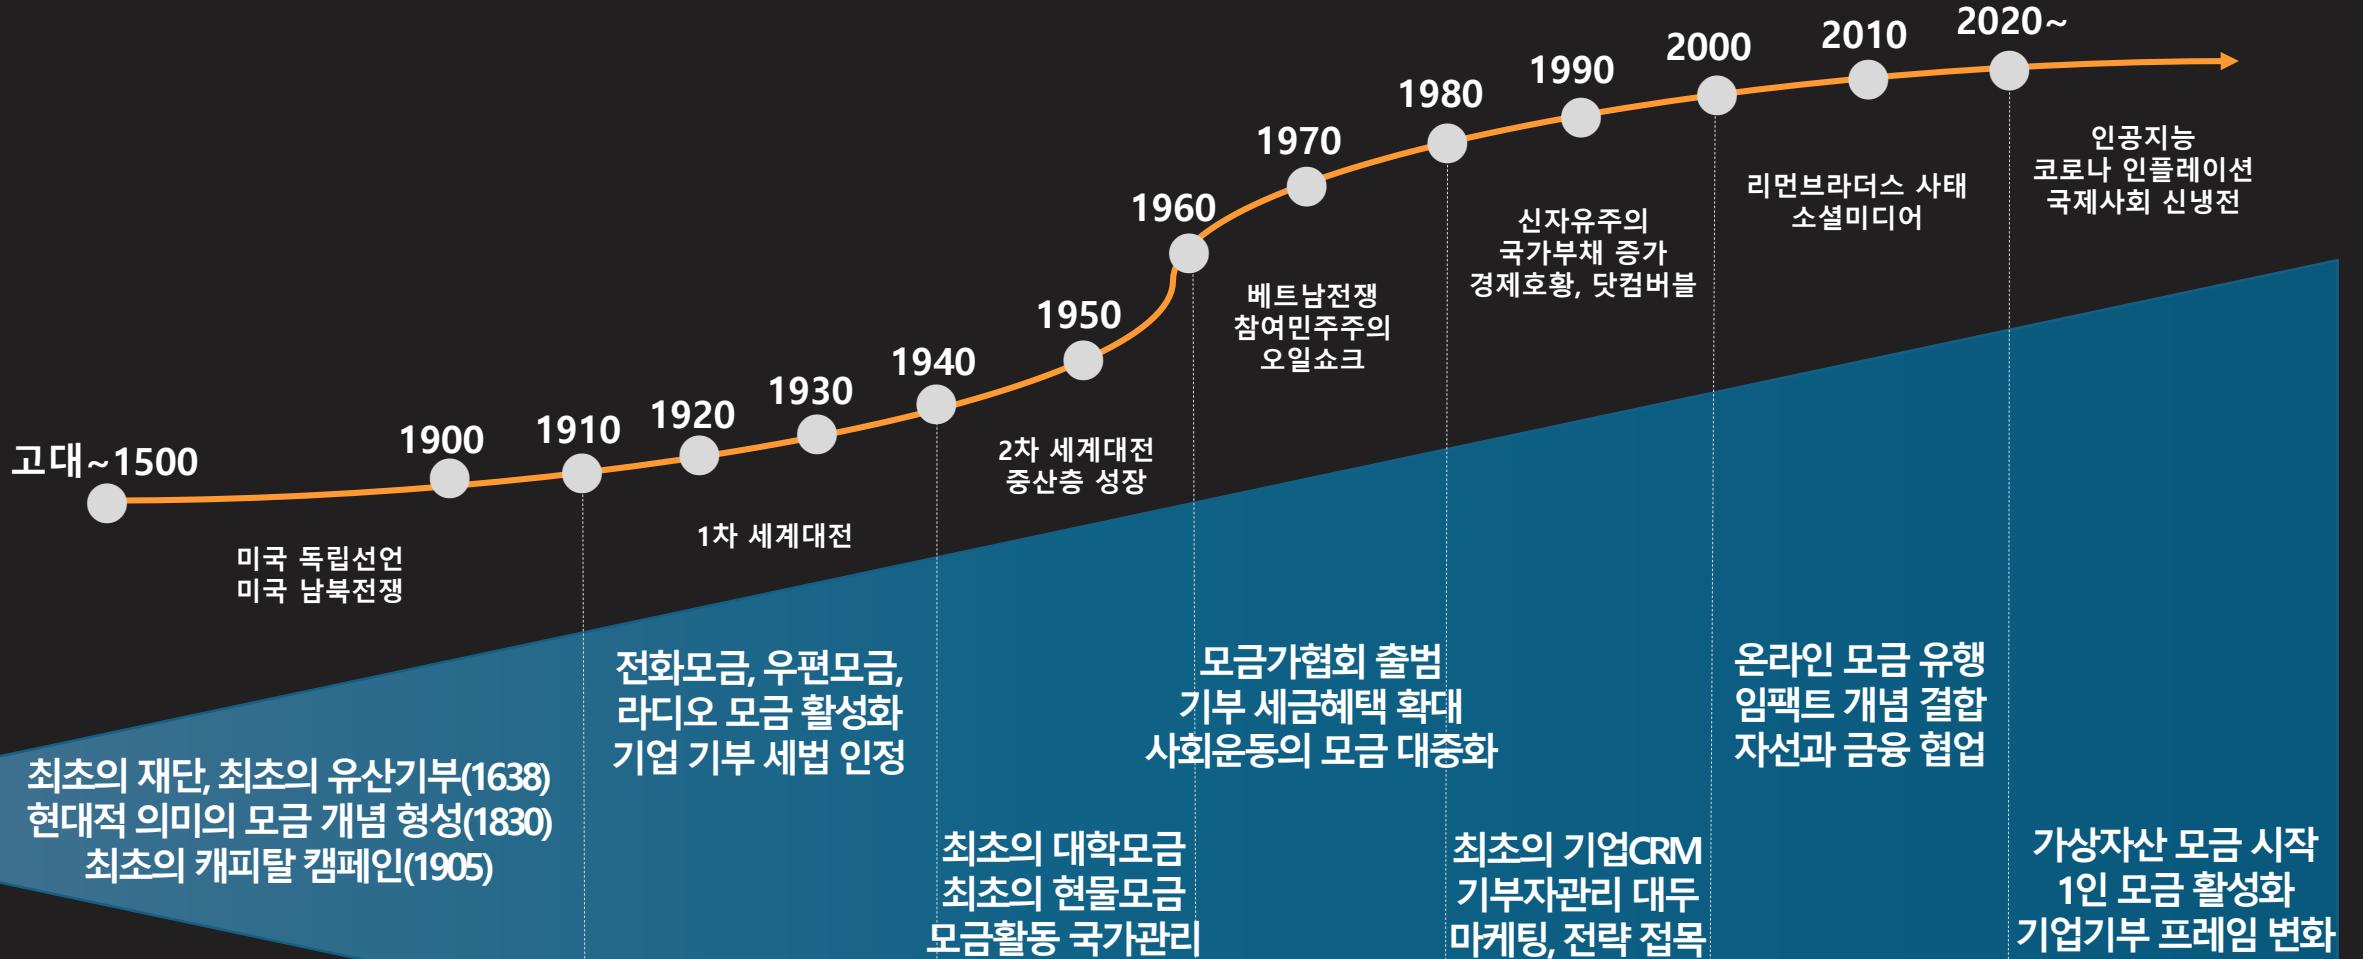 고대~1500
1900
1910
1920
1930
1940
1950
1960
1970
1980
1990
2000
2010
2020~
미국 독립선언
미국 남북전쟁
1차 세계대전
2차 세계대전
중산층 성장
베트남전쟁
참여민주주의
오일쇼크
신자유주의
국가부채 증가
경제호황, 닷컴버블
리먼브라더스 사태
소셜미디어
인공지능
코로나 인플레이션
국제사회 신냉전
최초의 재단, 최초의 유산기부(1638)
현대적 의미의 모금 개념 형성(1830)
최초의 캐피탈 캠페인(1905)
전화모금, 우편모금,
라디오 모금 활성화
기업 기부 세법 인정
최초의 대학모금
최초의 현물모금
모금활동 국가관리
모금가협회 출범
기부 세금혜택 확대
사회운동의 모금 대중화
최초의 기업CRM
기부자관리 대두
마케팅, 전략 접목
온라인 모금 유행
임팩트 개념 결합
자선과 금융 협업
가상자산 모금 시작
1인 모금 활성화
기업기부 프레임 변화